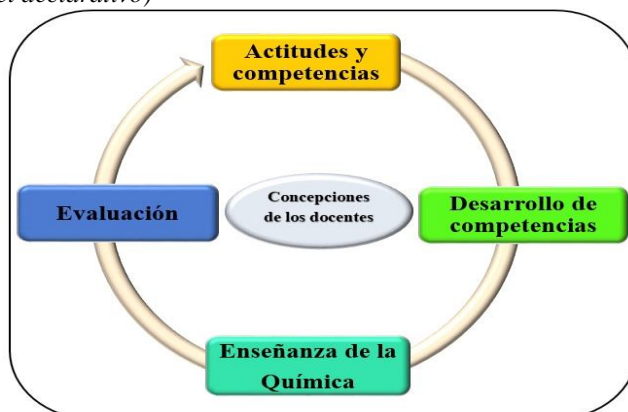 Actitudes y
competencias
Evaluación
Concepciones
de los docentes
Desarrollo de
competencias
Enseñanza de la
Química